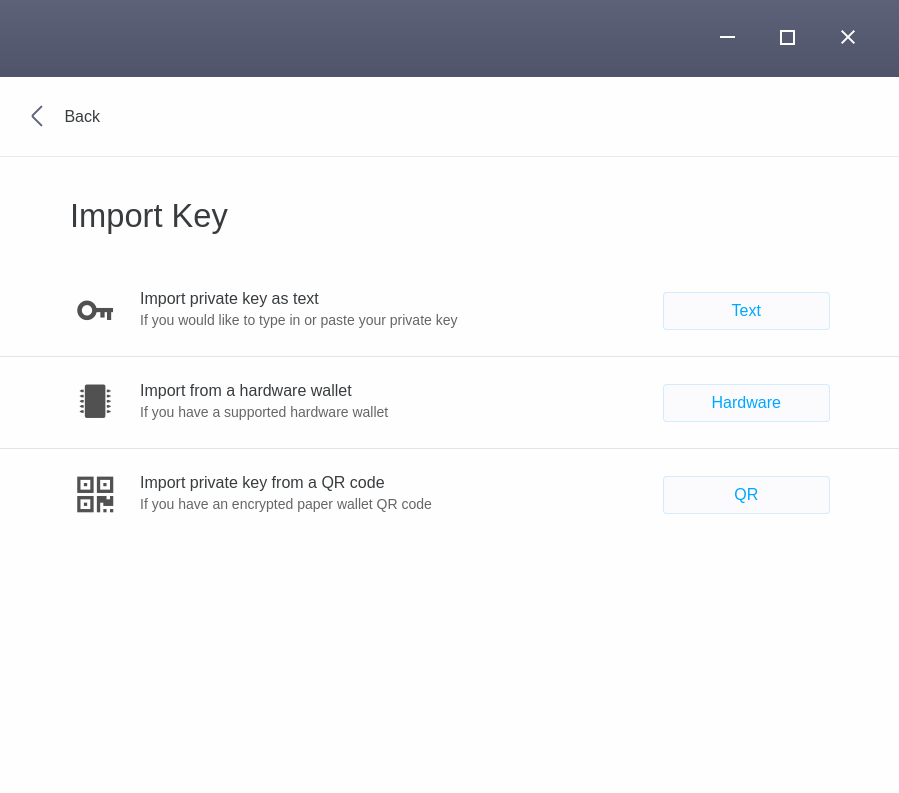 Back
Import Key
Import private key as text
If you would like to type in or paste your private key
Text
Import from a hardware wallet
If you have a supported hardware wallet
Hardware
Import private key from a QR code
If you have an encrypted paper wallet QR code
QR